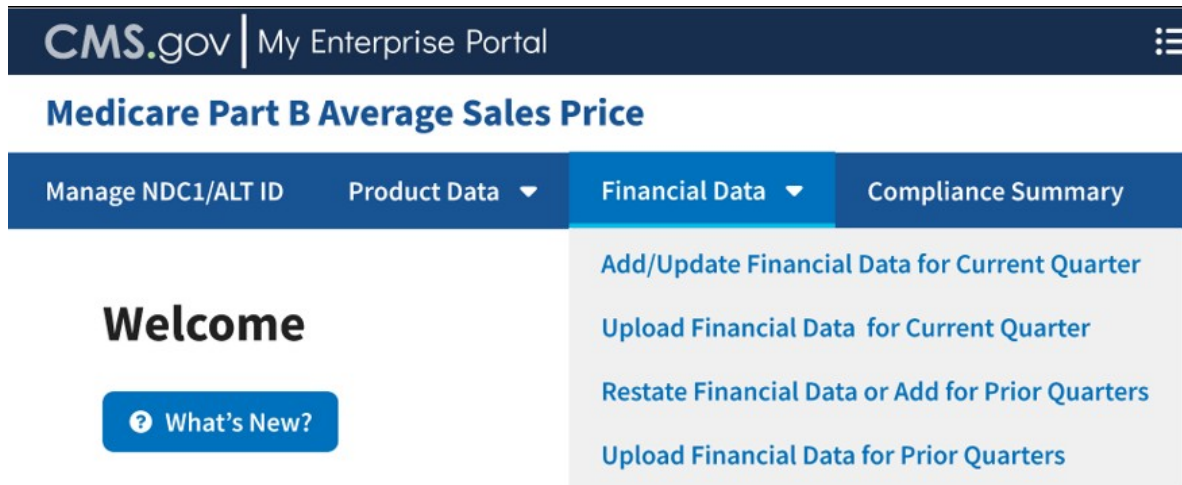 CMS.gov My Enterprise Portal
Medicare Part B Average Sales Price
Manage NDC1/ALT ID Product Data Financial Data Compliance Summary
Add/Update Financial Data for Current Quarter
Welcome
Upload Financial Data for Current Quarter
Restate Financial Data or Add for Prior Quarters
What's New?
Upload Financial Data for Prior Quarters